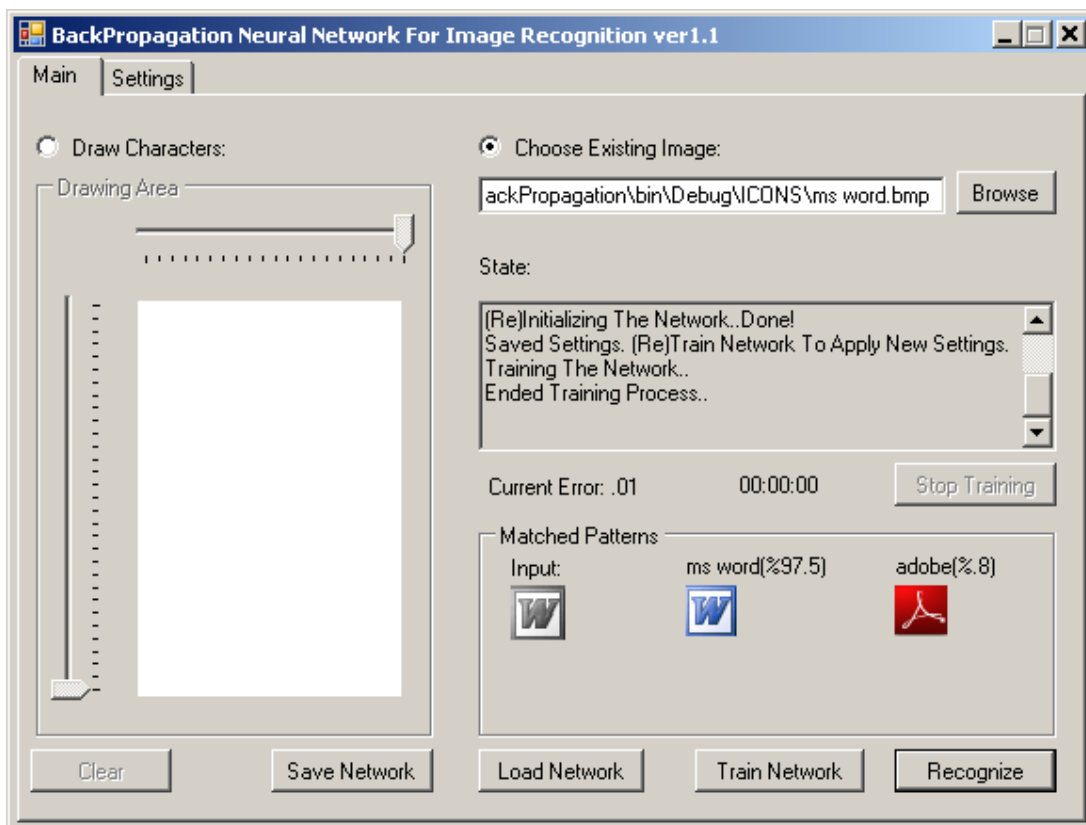 BackPropagation Neural Network For Image Recognition ver1.1
Main Settings
Draw Characters:
Drawing Area
Choose Existing Image:
ackPropagation\bin\Debug\ICONS\ms word.bmp Browse
State:
(Re)Initializing The Network..Done!
Saved Settings. (Re)Train Network To Apply New Settings.
Training The Network..
Ended Training Process..
Current Error: .01 00:00:00 Stop Training
Matched Patterns
Input: ms word(%97.5) adobe(%.8)
W W
Clear Save Network Load Network Train Network Recognize